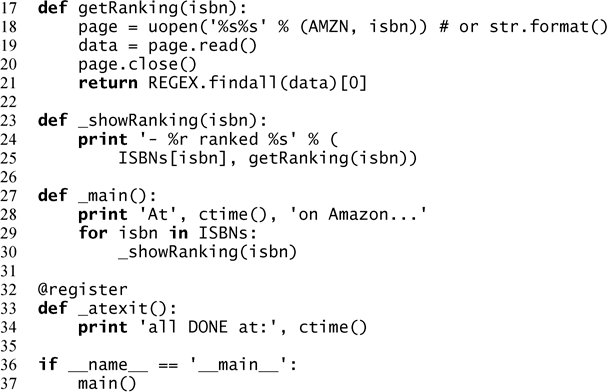 17 def getRanking(isbn):
18     page = uopen('%s%s' % (AMZN, isbn)) # or str.format()
19     data = page.read()
20     page.close()
21     return REGEX.findall(data)[0]
22
23 def _showRanking(isbn):
24     print '- %r ranked %s' % (
25         ISBNs[isbn], getRanking(isbn))
26
27 def _main():
28     print 'At', ctime(), 'on Amazon...'
29     for isbn in ISBNs:
30         _showRanking(isbn)
31
32 @register
33 def _atexit():
34     print 'all DONE at:', ctime()
35
36 if __name__ == '__main__':
37     main()